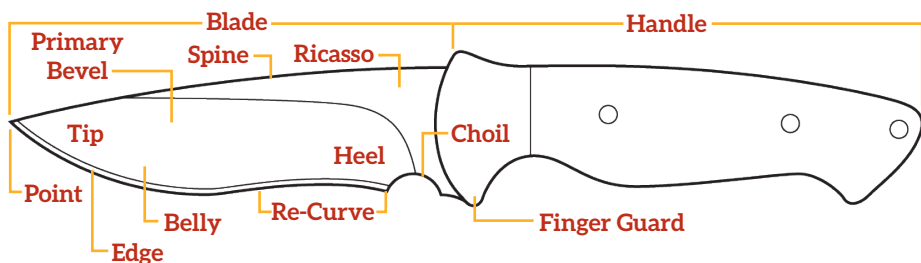 Blade
Handle
Primary
Bevel
Spine
Ricasso
Tip
Heel
Choil
Point
Belly
Re-Curve
Finger Guard
Edge